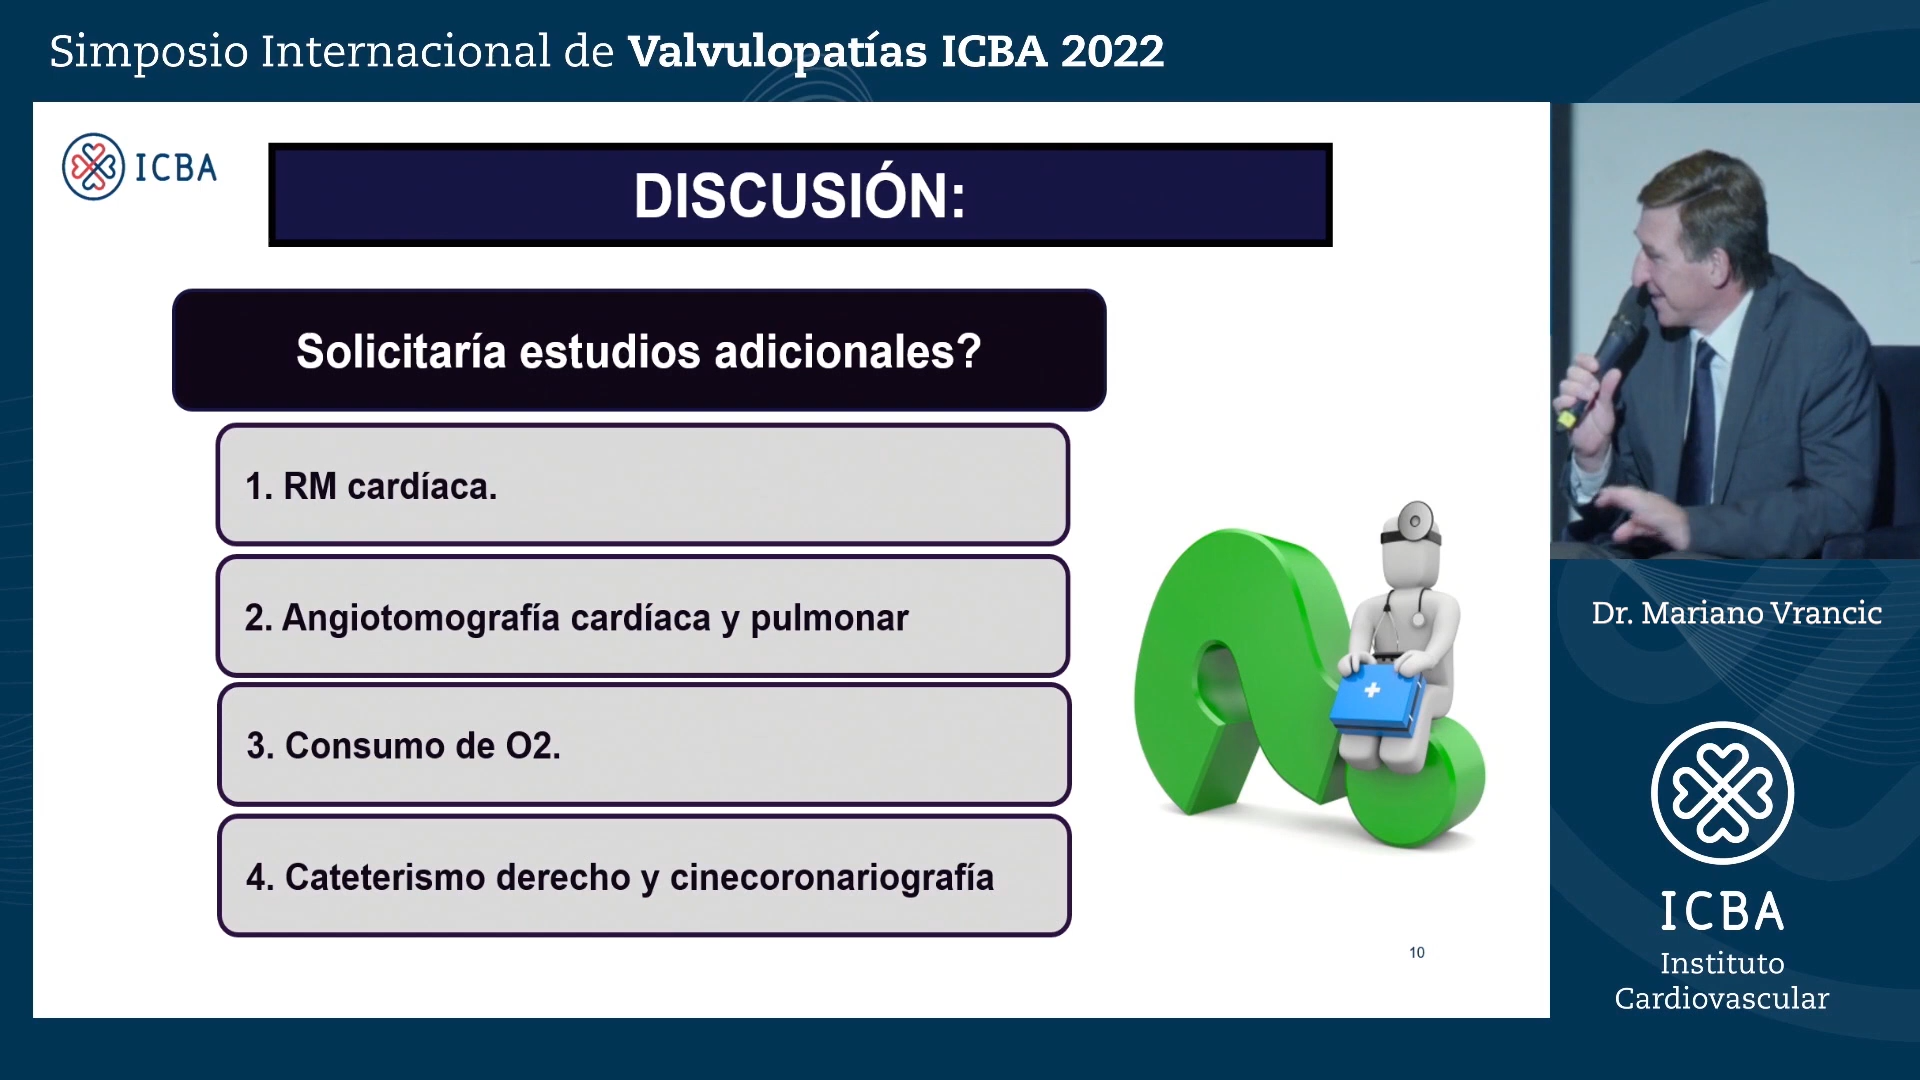 Simposio Internacional de Valvulopatías ICBA 2022
ICBA
DISCUSIÓN:
Solicitaría estudios adicionales?
1. RM cardíaca.
2. Angiotomografía cardíaca y pulmonar
3. Consumo de O2.
4. Cateterismo derecho y cinecoronariografía
10
Dr. Mariano Vrancic
ICBA
Instituto
Cardiovascular